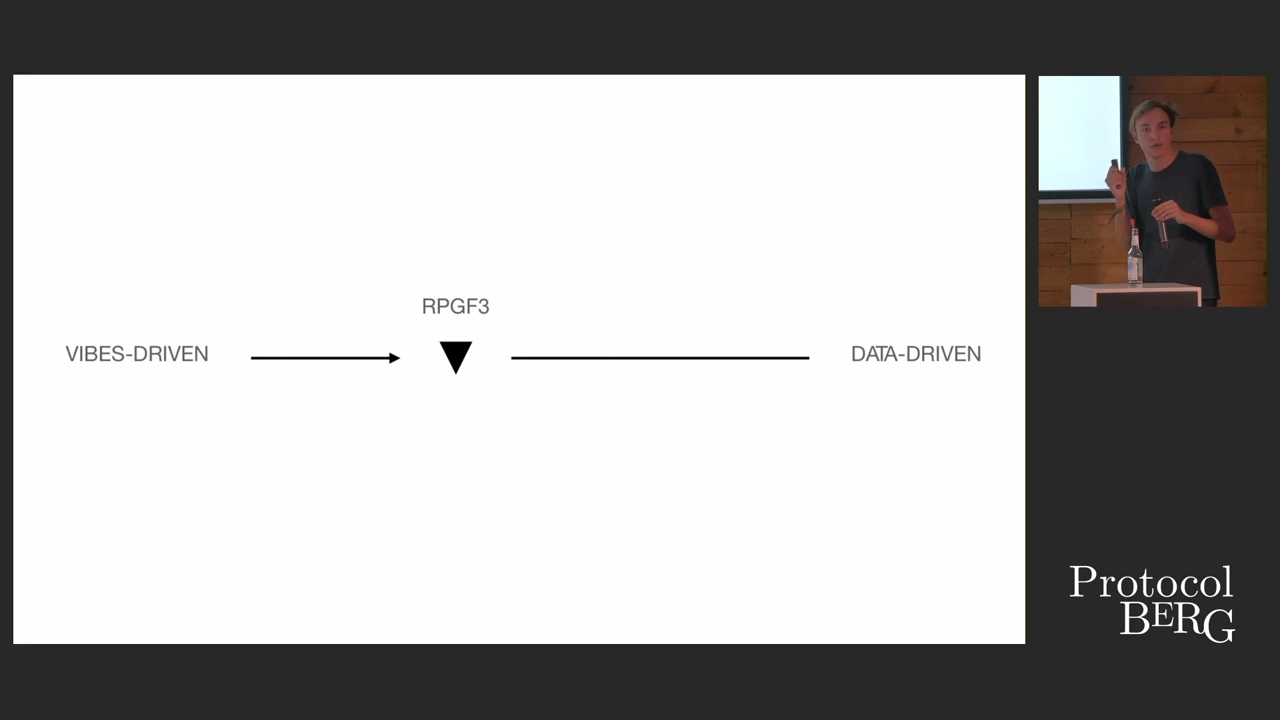 RPGF3
VIBES-DRIVEN
DATA-DRIVEN
Protocol
BERG